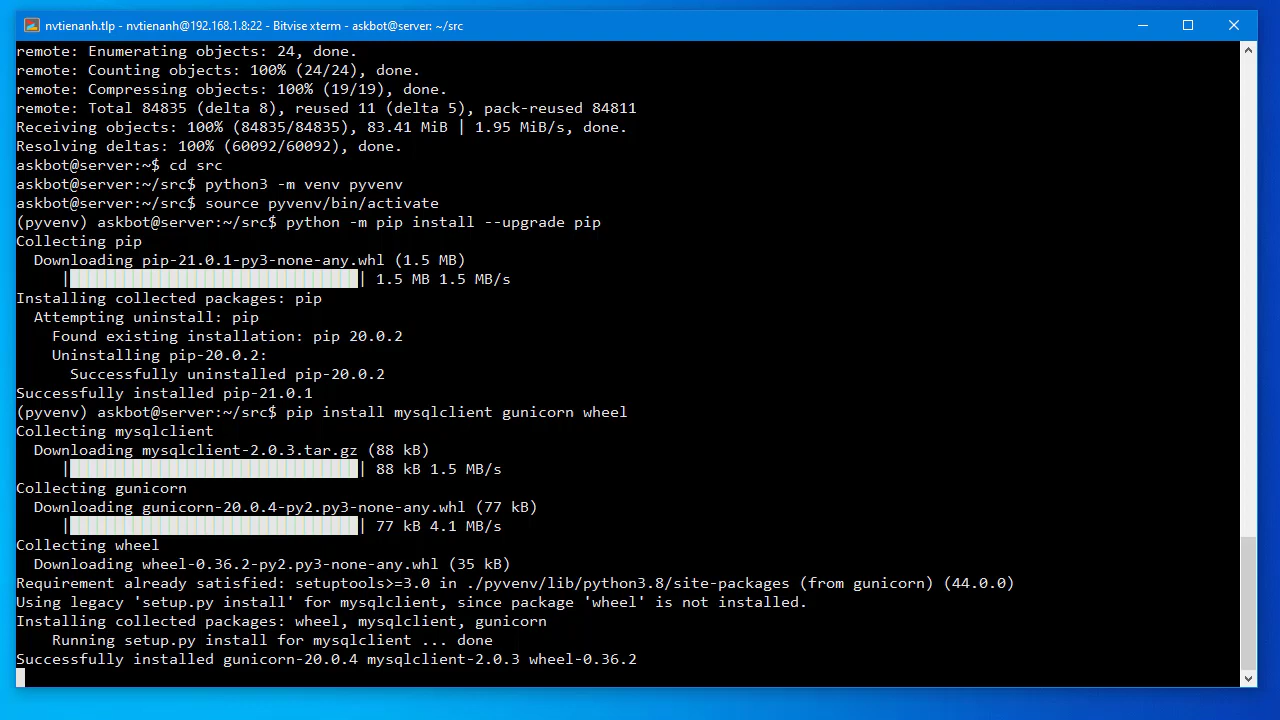 nvtienanh.tlp - nvtienanh@192.168.1.8:22 - Bitvise xterm - askbot@server: ~/src
remote: Enumerating objects: 24, done.
remote: Counting objects: 100% (24/24), done.
remote: Compressing objects: 100% (19/19), done.
remote: Total 84835 (delta 8), reused 11 (delta 5), pack-reused 84811
Receiving objects: 100% (84835/84835), 83.41 MiB | 1.95 MiB/s, done.
Resolving deltas: 100% (60092/60092), done.
askbot@server:~$ cd src
askbot@server:~/src$ python3 -m venv pyvenv
askbot@server:~/src$ source pyvenv/bin/activate
(pyvenv) askbot@server:~/src$ python -m pip install --upgrade pip
Collecting pip
  Downloading pip-21.0.1-py3-none-any.whl (1.5 MB)
     |████████████████████████████████| 1.5 MB 1.5 MB/s
Installing collected packages: pip
  Attempting uninstall: pip
    Found existing installation: pip 20.0.2
    Uninstalling pip-20.0.2:
      Successfully uninstalled pip-20.0.2
Successfully installed pip-21.0.1
(pyvenv) askbot@server:~/src$ pip install mysqlclient gunicorn wheel
Collecting mysqlclient
  Downloading mysqlclient-2.0.3.tar.gz (88 kB)
     |████████████████████████████████| 88 kB 1.5 MB/s
Collecting gunicorn
  Downloading gunicorn-20.0.4-py2.py3-none-any.whl (77 kB)
     |████████████████████████████████| 77 kB 4.1 MB/s
Collecting wheel
  Downloading wheel-0.36.2-py2.py3-none-any.whl (35 kB)
Requirement already satisfied: setuptools>=3.0 in ./pyvenv/lib/python3.8/site-packages (from gunicorn) (44.0.0)
Using legacy 'setup.py install' for mysqlclient, since package 'wheel' is not installed.
Installing collected packages: wheel, mysqlclient, gunicorn
    Running setup.py install for mysqlclient ... done
Successfully installed gunicorn-20.0.4 mysqlclient-2.0.3 wheel-0.36.2